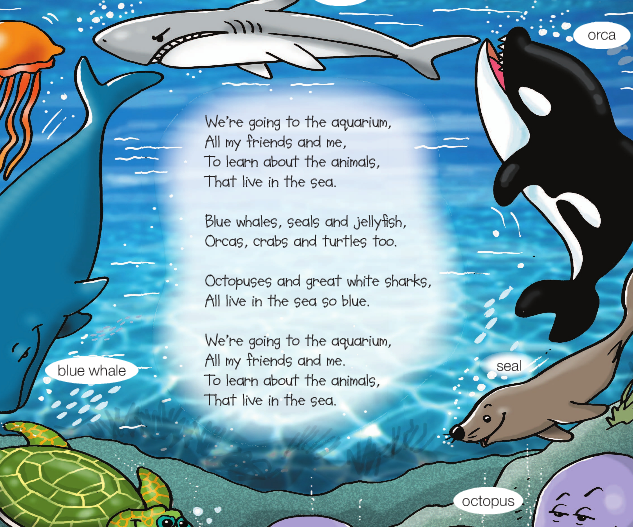 orca
We're going to the aquarium,
All my friends and me,
To learn about the animals,
That live in the sea.
Blue whales, seals and jellyfish,
Orcas, crabs and turtles too.
Octopuses and great white sharks,
All live in the sea so blue.
We're going to the aquarium,
All my friends and me.
To learn about the animals,
That live in the sea.
blue whale
seal
octopus